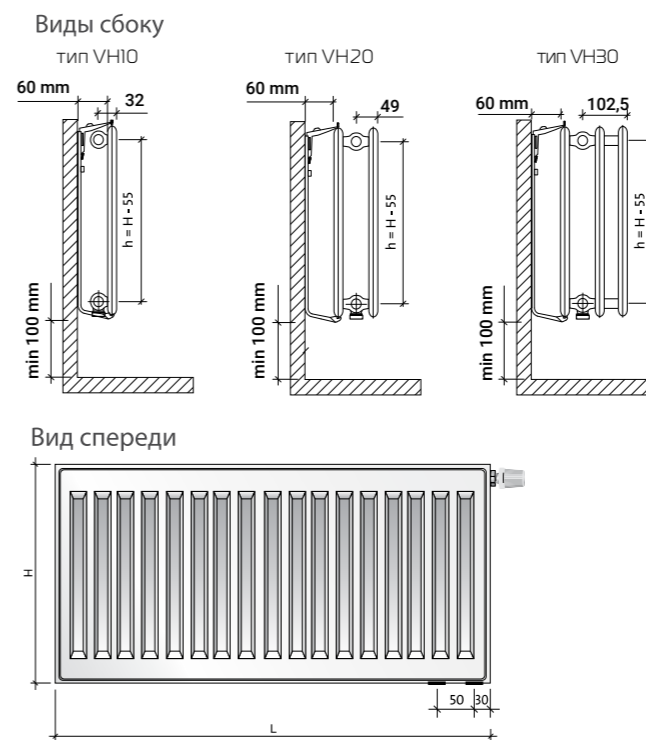 Виды сбоку
тип VH10
тип VH20
тип VH30
60 mm
32
60 mm
49
60 mm
102,5
h = H - 55
h = H - 55
h = H - 55
min 100 mm
min 100 mm
min 100 mm
Вид спереди
H
50
30
L